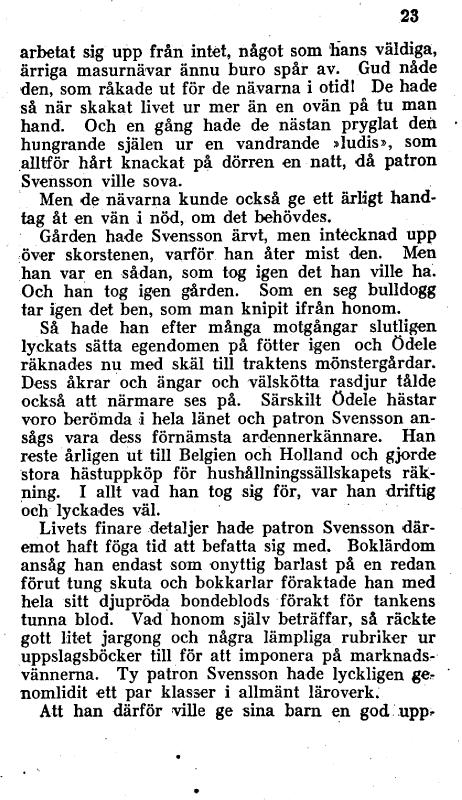 23
arbetat sig upp från intet, något som hans väldiga,
ärriga masurnävar ännu buro spår av. Gud nåde
den, som råkade ut för de nävarna i otid! De hade
så när skakat livet ur mer än en ovän på tu man
hand. Och en gång hade de nästan pryglat den
hungrande själen ur en vandrande »ludis», som
alltför hårt knackat på dörren en natt, då patron
Svensson ville sova.
Men de nävarna kunde också ge ett ärligt hand-
tag åt en vän i nöd, om det behövdes.
Gården hade Svensson ärvt, men intecknad upp
över skorstenen, varför han åter mist den. Men
han var en sådan, som tog igen det han ville ha.
Och han tog igen gården. Som en seg bulldogg
tar igen det ben, som man knipit ifrån honom.
Så hade han efter många motgångar slutligen
lyckats sätta egendomen på fötter igen och Ödele
räknades nu med skäl till traktens mönstergårdar.
Dess åkrar och ängar och välskötta rasdjur tålde
också att närmare ses på. Särskilt Ödele hästar
voro berömda i hela länet och patron Svensson an-
sågs vara dess förnämsta ardennerkännare. Han
reste årligen ut till Belgien och Holland och gjorde
stora hästuppköp för hushållningssällskapets räk-
ning. I allt vad han tog sig för, var han driftig
och lyckades väl.
Livets finare detaljer hade patron Svensson där-
emot haft föga tid att befatta sig med. Boklärdom
ansåg han endast som onyttig barlast på en redan
förut tung skuta och bokkarlar föraktade han med
hela sitt djupröda bondeblods förakt för tankens
tunna blod. Vad honom själv beträffar, så räckte
gott litet jargong och några lämpliga rubriker ur
uppslagsböcker till för att imponera på marknads-
vännerna. Ty patron Svensson hade lyckligen ge-
nomlidit ett par klasser i allmänt läroverk.
Att han därför ville ge sina barn en god upp-